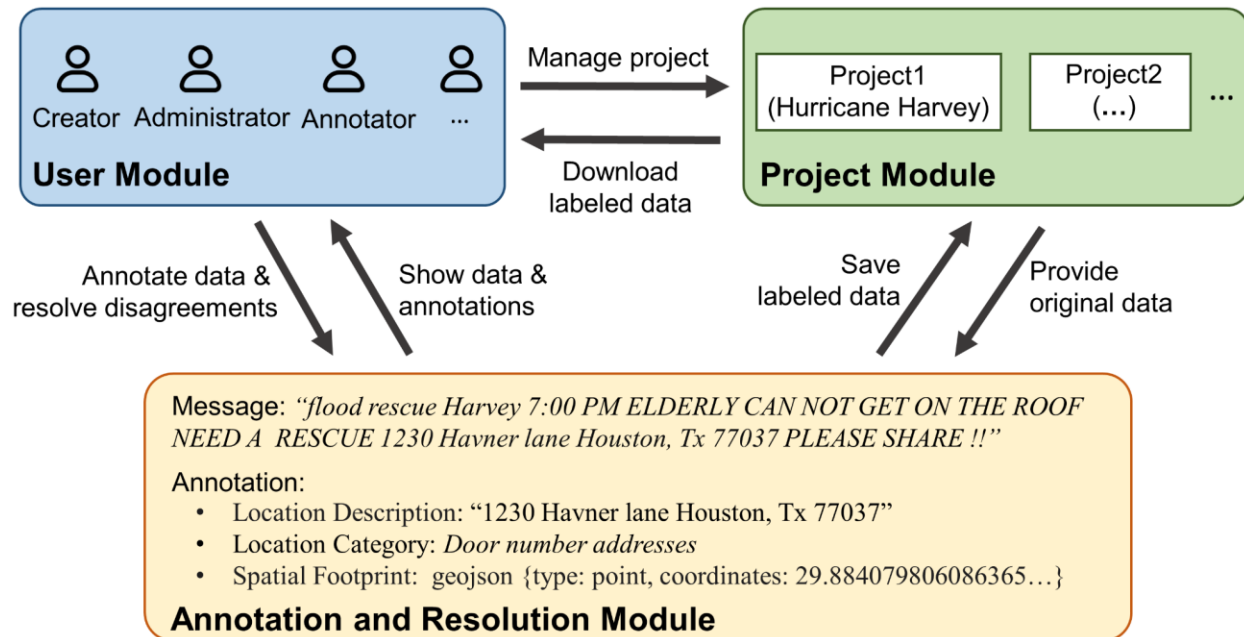 Creator Administrator Annotator ...
User Module
Manage project
Download
labeled data
Project1
(Hurricane Harvey)
Project2
(...)
...
Project Module
Annotate data &
resolve disagreements
Show data &
annotations
Save
labeled data
Provide
original data
Message: “flood rescue Harvey 7:00 PM ELDERLY CAN NOT GET ON THE ROOF
NEED A RESCUE 1230 Havner lane Houston, Tx 77037 PLEASE SHARE !!”
Annotation:
• Location Description: “1230 Havner lane Houston, Tx 77037”
• Location Category: Door number addresses
• Spatial Footprint: geojson {type: point, coordinates: 29.884079806086365…}
Annotation and Resolution Module